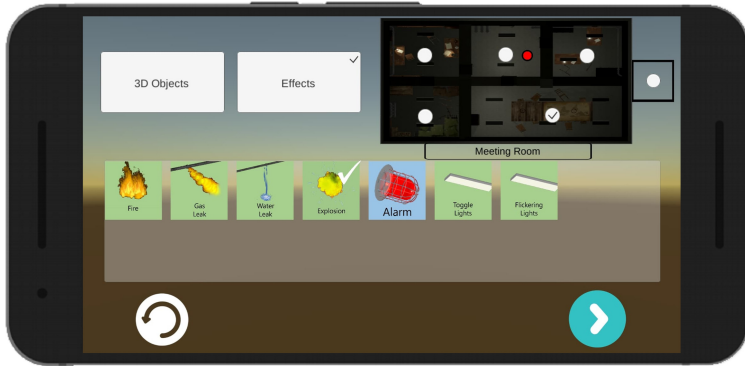 3D Objects
Effects
Meeting Room
Fire
Gas
Leak
Water
Leak
Explosion
Alarm
Toggle
Lights
Flickering
Lights